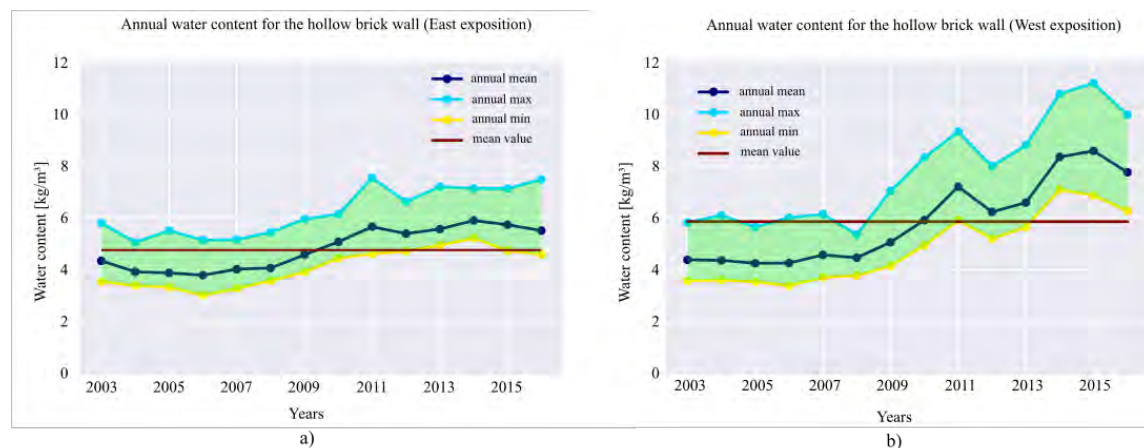 Annual water content for the hollow brick wall (East exposition)
12
10
8
6
4
2
0
Water content [kg/m³]
annual mean
annual max
annual min
mean value
2003 2005 2007 2009 2011 2013 2015
Years
a)
Annual water content for the hollow brick wall (West exposition)
12
10
8
6
4
2
0
Water content [kg/m³]
annual mean
annual max
annual min
mean value
2003 2005 2007 2009 2011 2013 2015
Years
b)